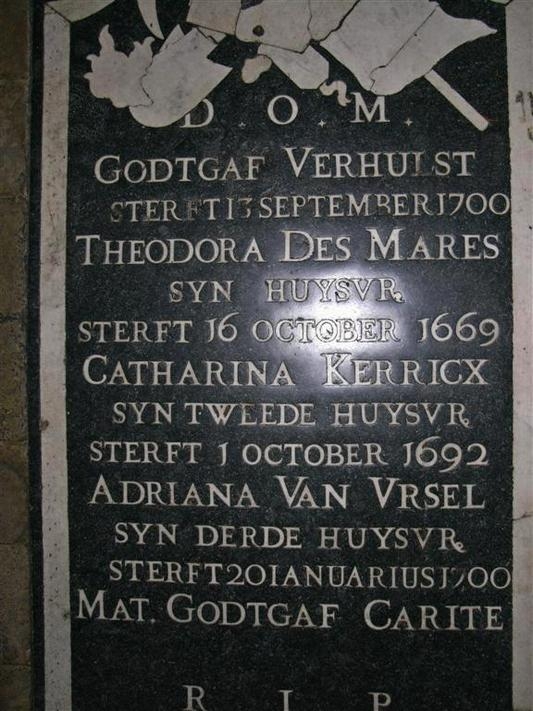 D. O. M.
GODTGAF VERHULST
STERFT 13 SEPTEMBER 1700
THEODORA DES MARES
SYN HUYSVR
STERFT 16 OCTOBER 1669
CATHARINA KERRICX
SYN TWEEDE HUYSVR
STERFT 1 OCTOBER 1692
ADRIANA VAN VRSEL
SYN DERDE HUYSVR
STERFT 20 IANUARIUS 1700
MAT. GODTGAF CARITE
R I P